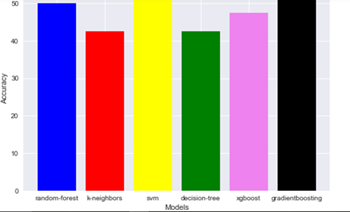 50
40
30
20
10
0
Accuracy
random-forest k-neighbors svm decision-tree xgboost gradientboosting
Models